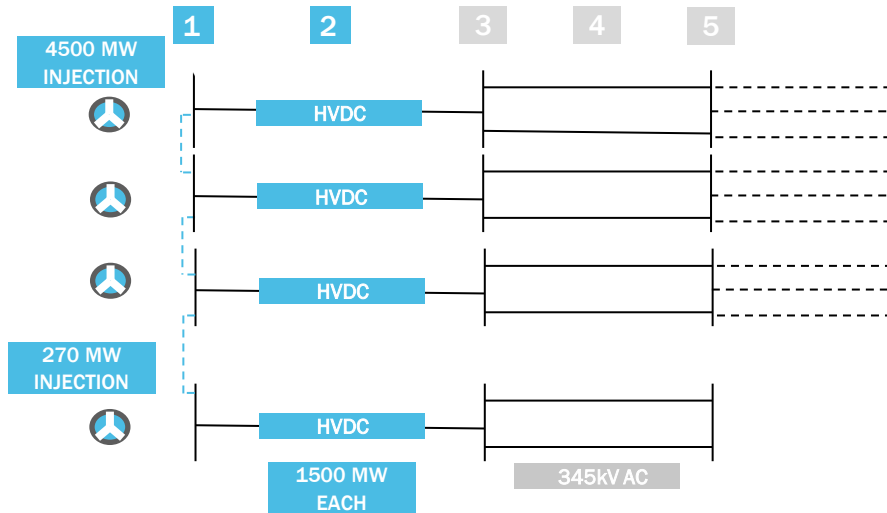 1
2
3
4
5
4500 MW
INJECTION
HVDC
HVDC
HVDC
270 MW
INJECTION
HVDC
1500 MW
EACH
345kV AC